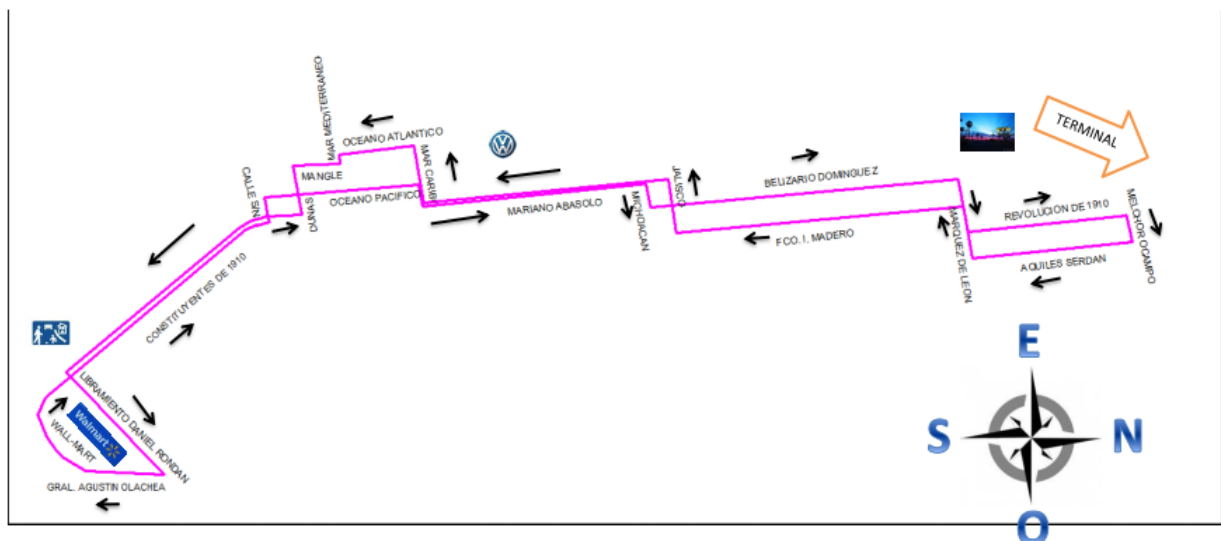 MAR MEDITERRANEO
OCEANO ATLANTICO
TERMINAL
CALLE S/N
MANGLE
MAR CARIBE
JALISCO
BELIZARIO DOMINGUEZ
OCEANO PACIFICO
DUNAS
MARIANO ABASOLO
MICHOACAN
FCO. I. MADERO
MARQUEZ DE LEON
REVOLUCION DE 1910
MELCHOR OCAMPO
AQUILES SERDAN
CONSTITUYENTES DE 1910
LIBRAMIENTO DANIEL RONDAN
Walmart
WALL-MART
GRAL. AGUSTIN OLACHEA
E
S
N
O